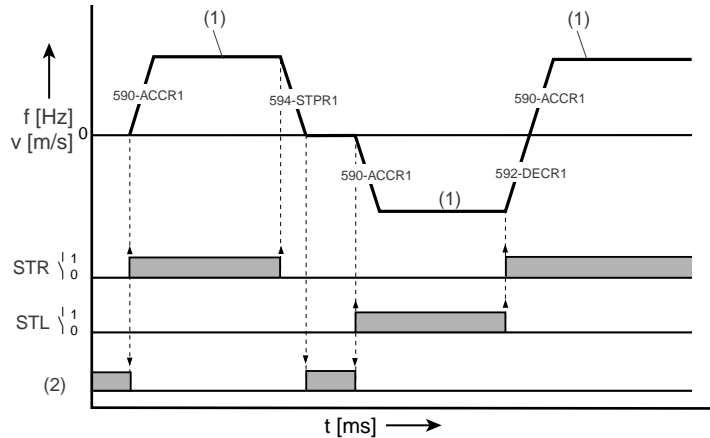 (1)
(1)
590-ACCR1
594-STPR1
590-ACCR1
f [Hz]
v [m/s]
0
590-ACCR1
592-DECR1
(1)
STR
1
0
STL
1
0
(2)
t [ms]